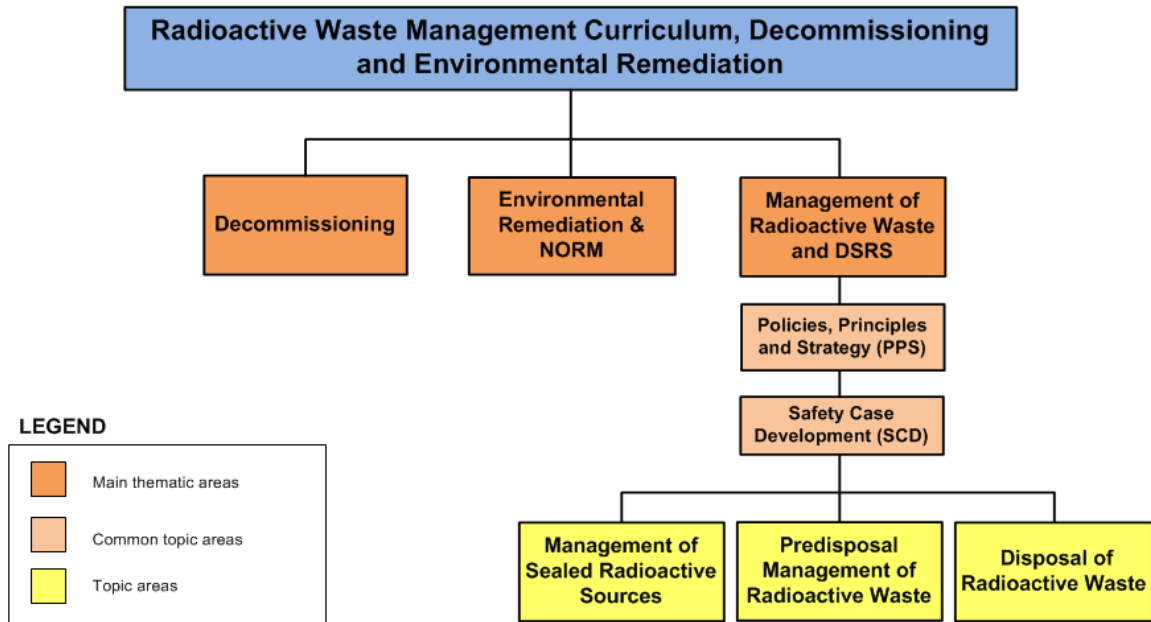 Radioactive Waste Management Curriculum, Decommissioning
and Environmental Remediation
Decommissioning
Environmental
Remediation &
NORM
Management of
Radioactive Waste
and DSRS
Policies, Principles
and Strategy (PPS)
Safety Case
Development (SCD)
LEGEND
Main thematic areas
Common topic areas
Topic areas
Management of
Sealed Radioactive
Sources
Predisposal
Management of
Radioactive Waste
Disposal of
Radioactive Waste